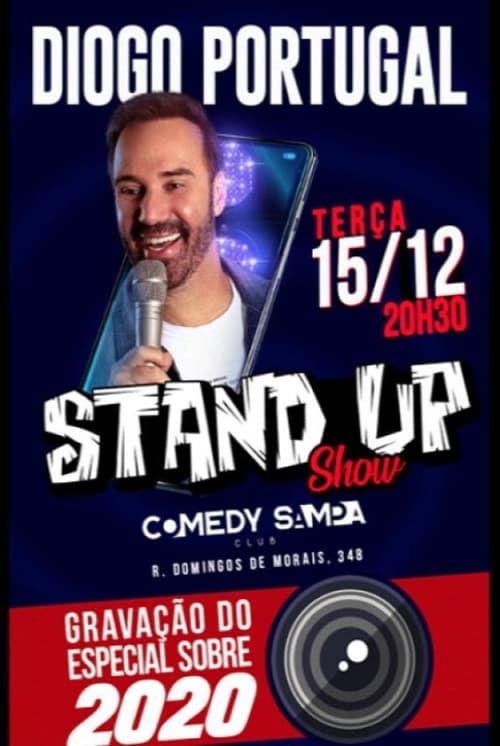 DIOGO PORTUGAL
TERÇA
15/12
20H30
STAND UP
Show
COMEDY SAMPA
CLUB
R. DOMINGOS DE MORAIS, 348
GRAVAÇÃO DO
ESPECIAL SOBRE
2020